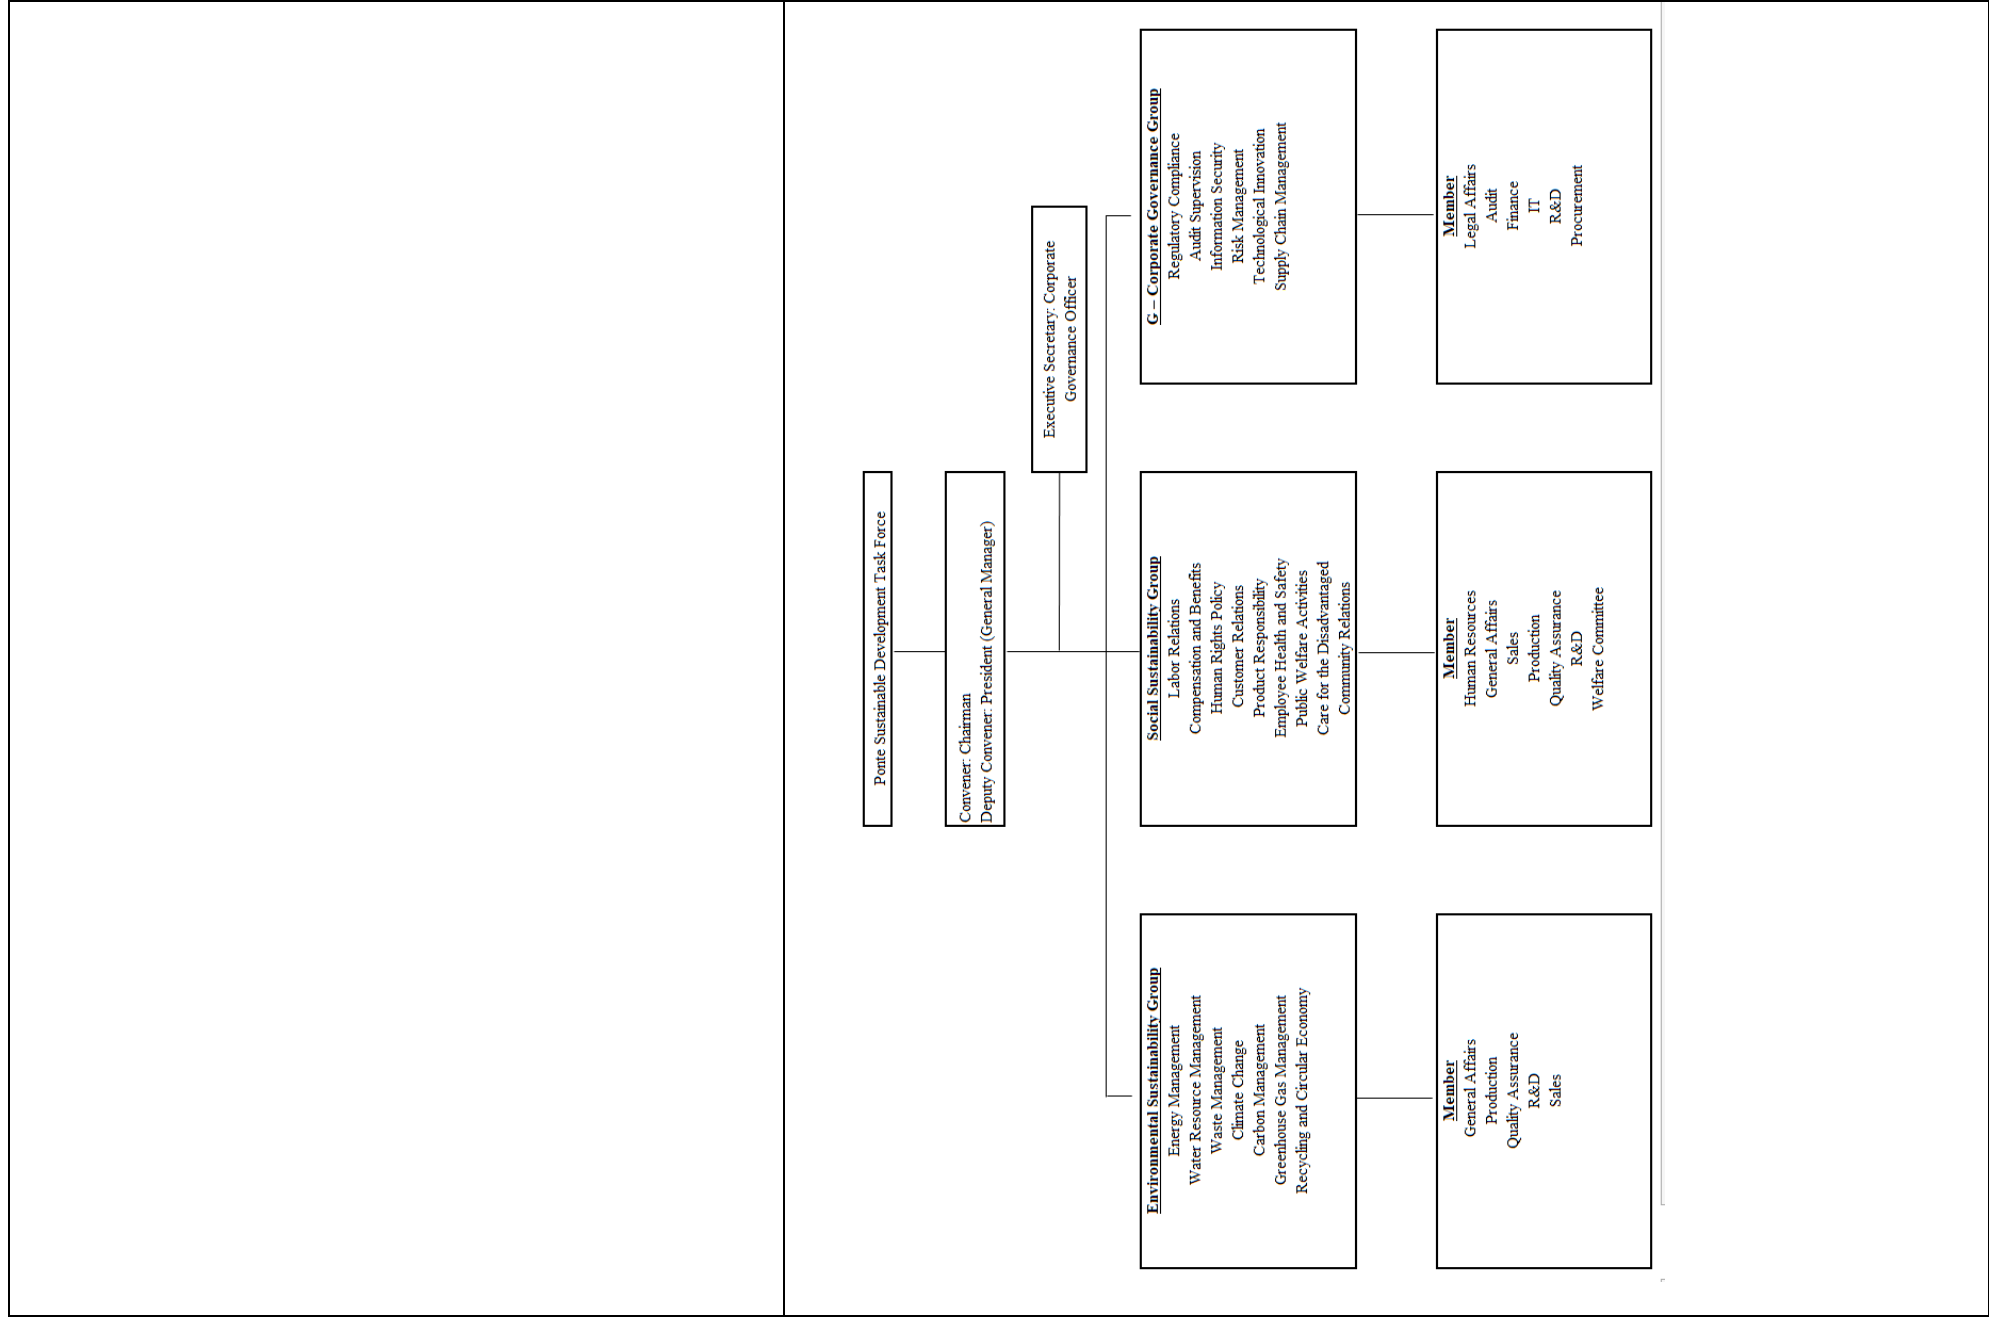 Ponte Sustainable Development Task Force
Convener: Chairman
Deputy Convener: President (General Manager)
Executive Secretary: Corporate
Governance Officer
Environmental Sustainability Group
Energy Management
Water Resource Management
Waste Management
Climate Change
Carbon Management
Greenhouse Gas Management
Recycling and Circular Economy
Social Sustainability Group
Labor Relations
Compensation and Benefits
Human Rights Policy
Customer Relations
Product Responsibility
Employee Health and Safety
Public Welfare Activities
Care for the Disadvantaged
Community Relations
G – Corporate Governance Group
Regulatory Compliance
Audit Supervision
Information Security
Risk Management
Technological Innovation
Supply Chain Management
Member
General Affairs
Production
Quality Assurance
R&D
Sales
Member
Human Resources
General Affairs
Sales
Production
Quality Assurance
R&D
Welfare Committee
Member
Legal Affairs
Audit
Finance
IT
R&D
Procurement